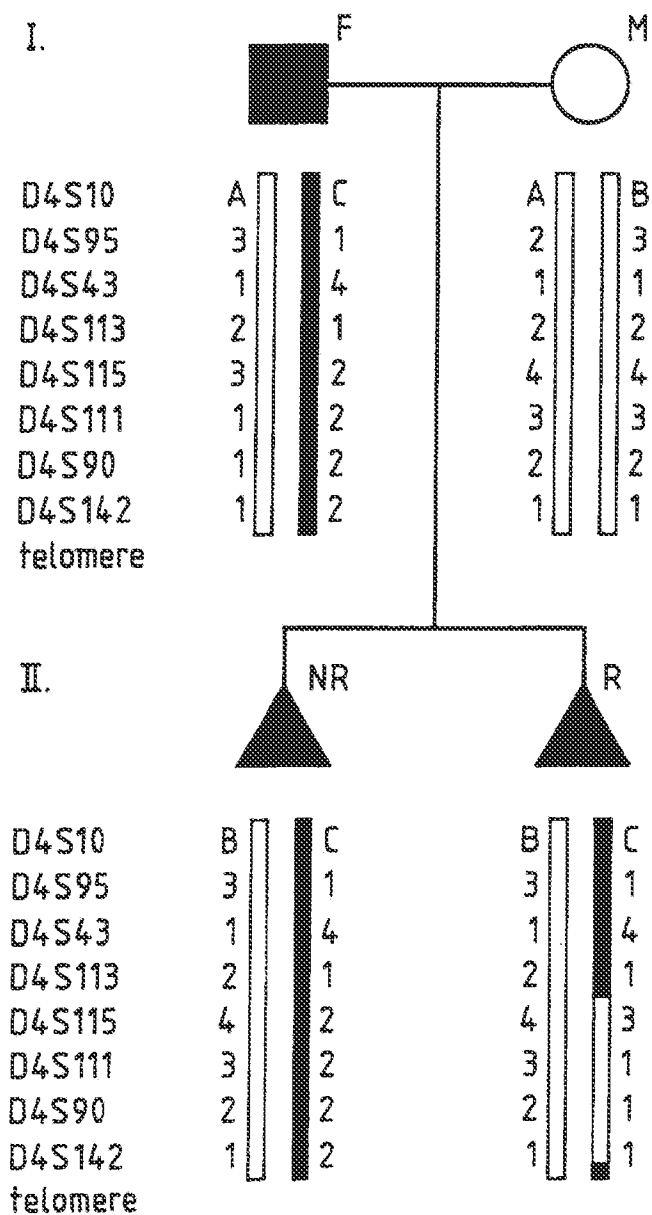 I. F M
D4S10 A C A B
D4S95 3 1 2 3
D4S43 1 4 1 1
D4S113 2 1 2 2
D4S115 3 2 4 4
D4S111 1 2 3 3
D4S90 1 2 2 2
D4S142 1 2 1 1
telomere
II. NR R
D4S10 B C B C
D4S95 3 1 3 1
D4S43 1 4 1 4
D4S113 2 1 2 1
D4S115 4 2 4 3
D4S111 3 2 3 1
D4S90 2 2 2 1
D4S142 1 2 1 1
telomere